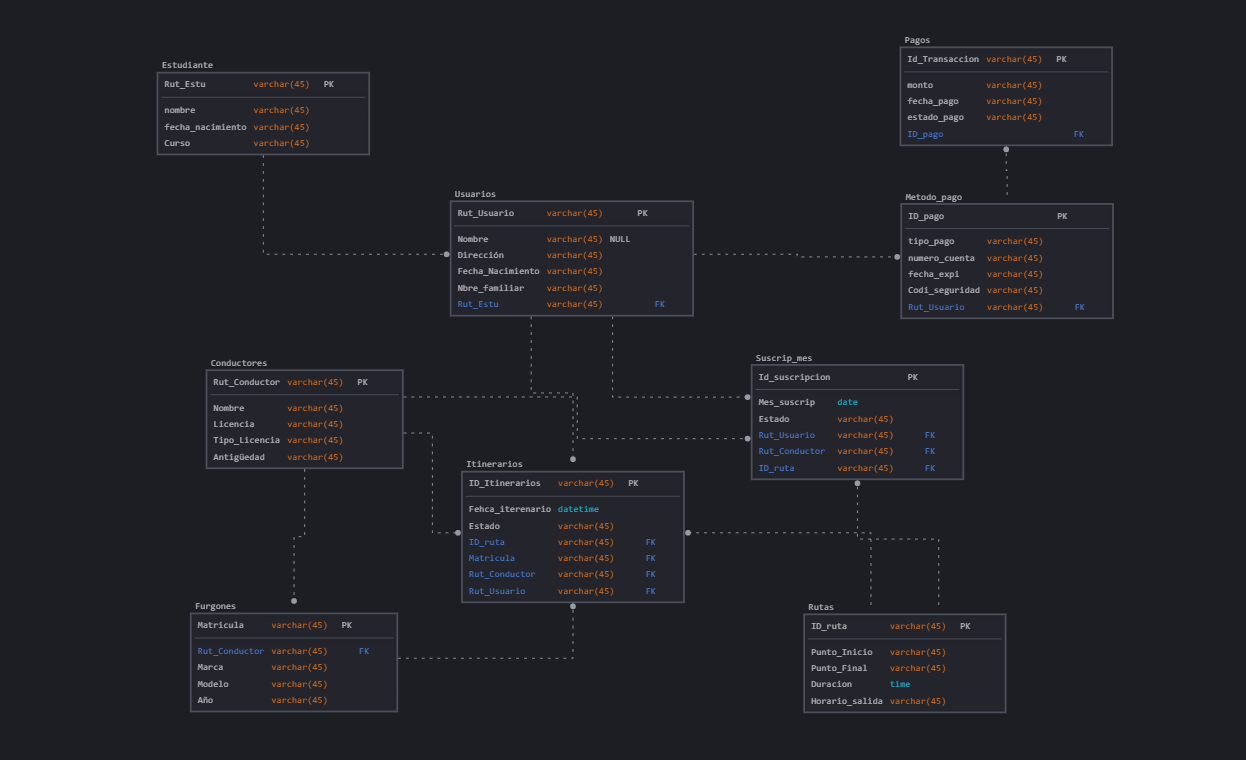 Estudiante
Rut_Estu varchar(45) PK
nombre varchar(45)
fecha_nacimiento varchar(45)
Curso varchar(45)
Pagos
Id_Transaccion varchar(45) PK
monto varchar(45)
fecha_pago varchar(45)
estado_pago varchar(45)
ID_pago FK
Usuarios
Rut_Usuario varchar(45) PK
Nombre varchar(45) NULL
Dirección varchar(45)
Fecha_Nacimiento varchar(45)
Nbre_familiar varchar(45)
Rut_Estu varchar(45) FK
Metodo_pago
ID_pago PK
tipo_pago varchar(45)
numero_cuenta varchar(45)
fecha_expi varchar(45)
Codi_seguridad varchar(45)
Rut_Usuario varchar(45) FK
Conductores
Rut_Conductor varchar(45) PK
Nombre varchar(45)
Licencia varchar(45)
Tipo_Licencia varchar(45)
Antigüedad varchar(45)
Suscrip_mes
Id_suscripcion PK
Mes_suscrip date
Estado varchar(45)
Rut_Usuario varchar(45) FK
Rut_Conductor varchar(45) FK
ID_ruta varchar(45) FK
Itinerarios
ID_Itinerarios varchar(45) PK
Fehca_iterenario datetime
Estado varchar(45)
ID_ruta varchar(45) FK
Matricula varchar(45) FK
Rut_Conductor varchar(45) FK
Rut_Usuario varchar(45) FK
Furgones
Matricula varchar(45) PK
Rut_Conductor varchar(45) FK
Marca varchar(45)
Modelo varchar(45)
Año varchar(45)
Rutas
ID_ruta varchar(45) PK
Punto_Inicio varchar(45)
Punto_Final varchar(45)
Duracion time
Horario_salida varchar(45)